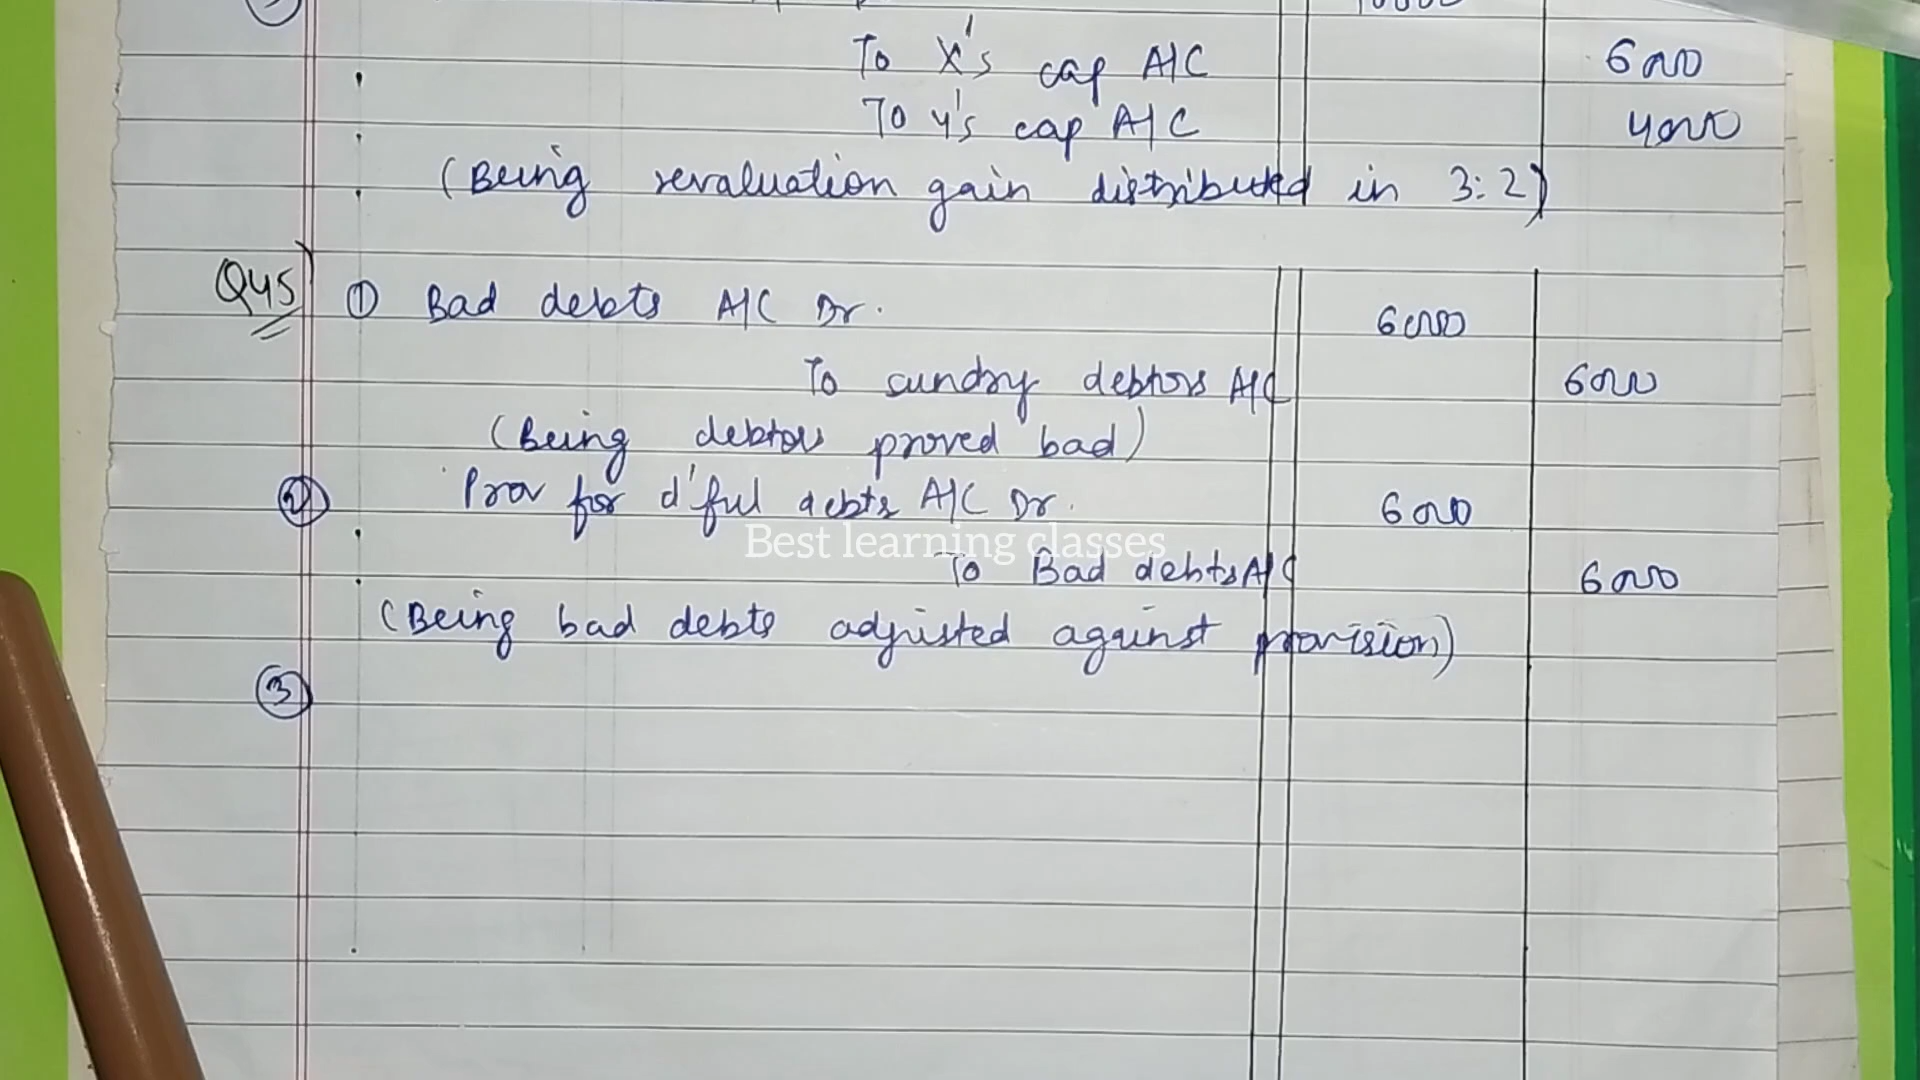 To X's cap A/C 6000
To Y's cap A/C 4000
(Being revaluation gain distributed in 3:2)
Q45 ① Bad debts A/C Dr. 6000
To sundry debtors A/C 6000
(Being debtors proved bad)
② Prov for d'ful debts A/C Dr. 6000
Best learning classes
To Bad debts A/C 6000
(Being bad debts adjusted against provision)
③